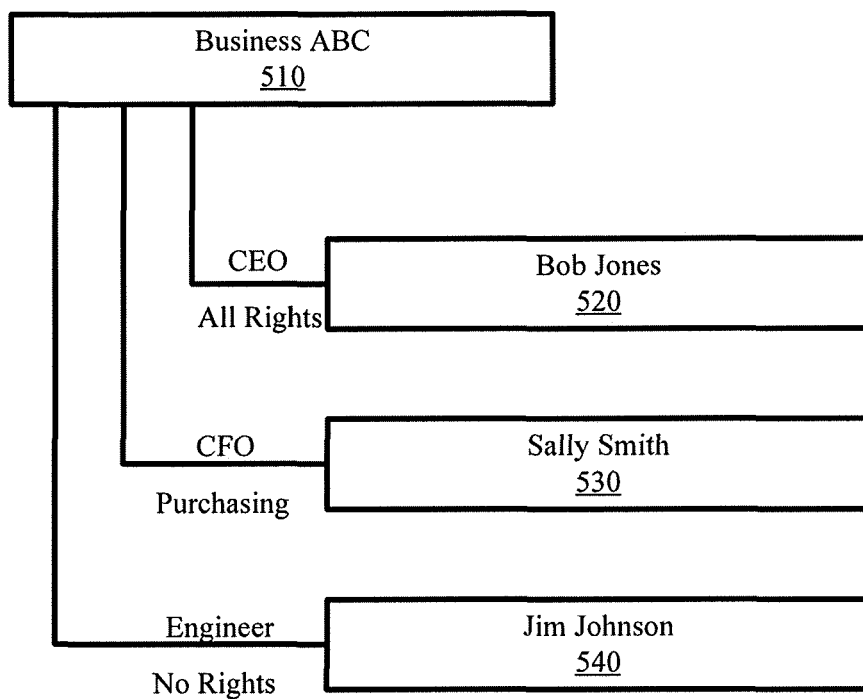 Business ABC
510
CEO
All Rights
Bob Jones
520
CFO
Purchasing
Sally Smith
530
Engineer
No Rights
Jim Johnson
540